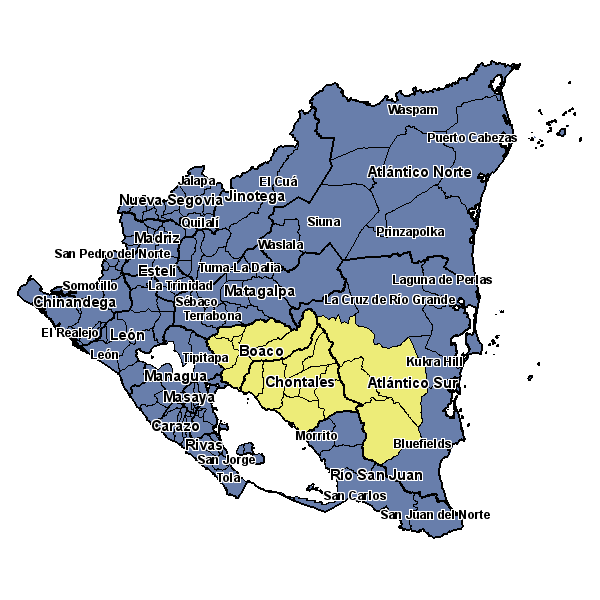 Waspam
Puerto Cabezas
Atlántico Norte
Jalapa
El Cuá
Nueva Segovia
Jinotega
Quilalí
Siuna
Prinzapolka
Madriz
Waslala
San Pedro del Norte
Estelí
Tuma-La Dalia
Laguna de Perlas
Somotillo
La Trinidad
Matagalpa
Chinandega
Sébaco
La Cruz de Río Grande
Terrabona
El Realejo
León
León
Tipitapa
Boaco
Kukra Hill
Managua
Chontales
Atlántico Sur
Masaya
Carazo
Morrito
Rivas
Bluefields
San Jorge
Tola
Río San Juan
San Carlos
San Juan del Norte